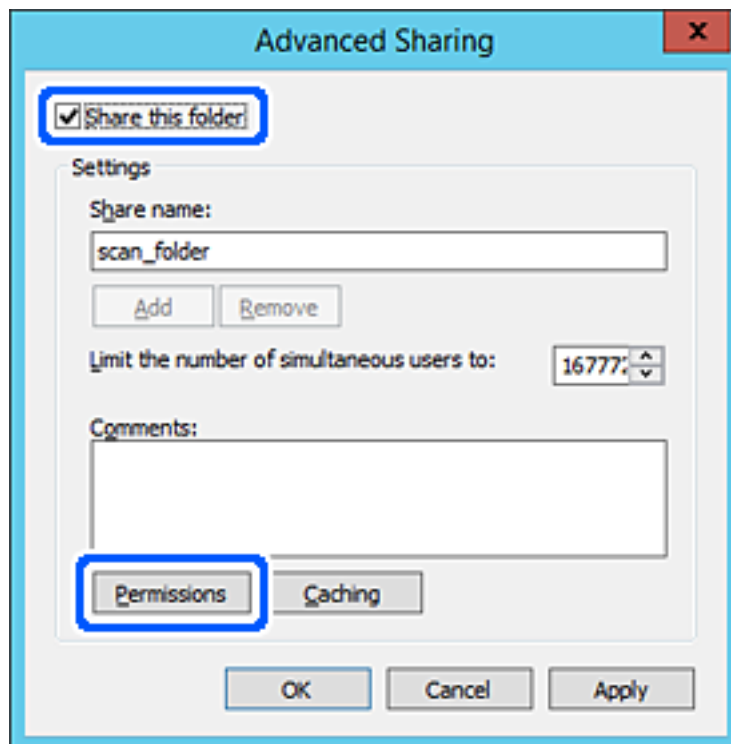 Advanced Sharing
x
Share this folder
Settings
Share name:
scan_folder
Add Remove
Limit the number of simultaneous users to:
167772
Comments:
Permissions Caching
OK Cancel Apply